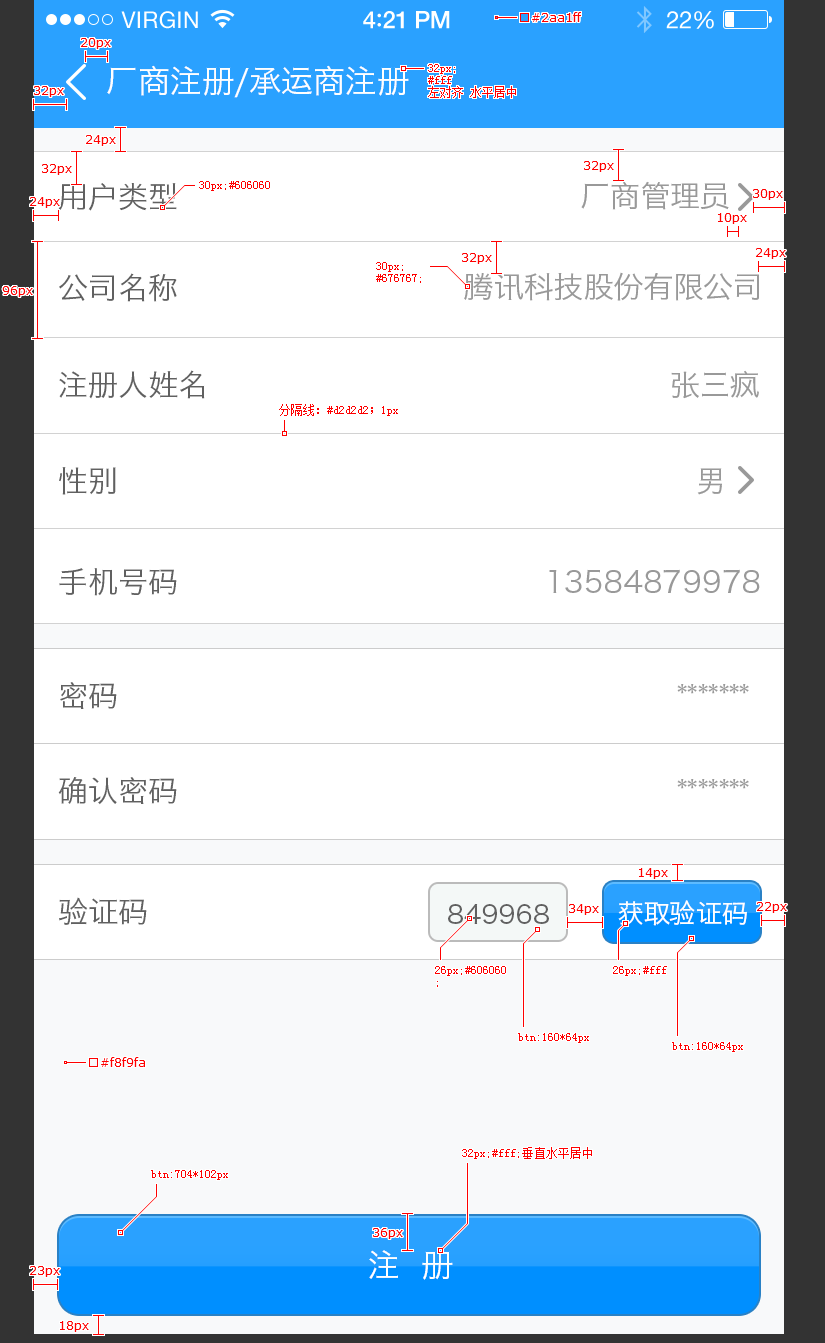 VIRGIN 4:21 PM #2aa1ff 22%
20px
厂商注册/承运商注册
32px;
#fff
左对齐 水平居中
32px
24px
32px
用户类型
30px;#606060
32px
厂商管理员
30px
24px
10px
96px
公司名称
30px;
#676767;
32px
腾讯科技股份有限公司
24px
注册人姓名
张三疯
分隔线: #d2d2d2; 1px
性别
男
手机号码
13584879978
密码
*******
确认密码
*******
14px
验证码
849968
34px
获取验证码
22px
26px;#606060
;
26px;#fff
btn:160*64px
btn:160*64px
#f8f9fa
32px;#fff;垂直水平居中
btn:704*102px
36px
注 册
23px
18px